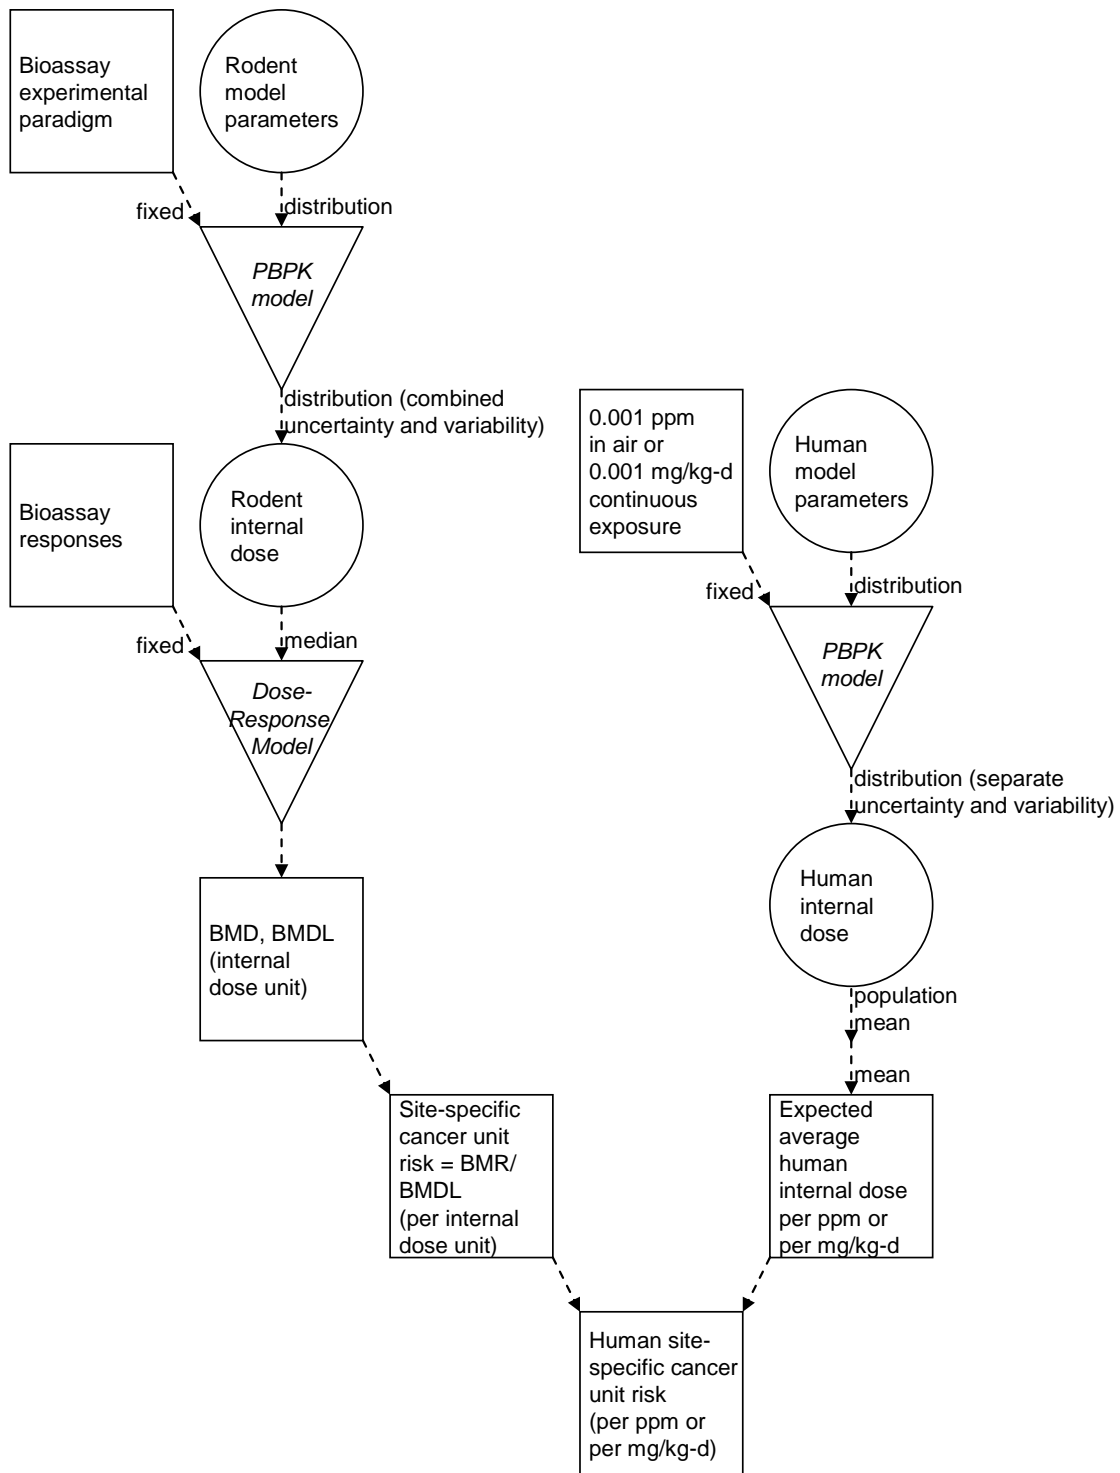 Bioassay
experimental
paradigm
Rodent
model
parameters
fixed
distribution
PBPK
model
distribution (combined
uncertainty and variability)
Bioassay
responses
Rodent
internal
dose
fixed
median
Dose-
Response
Model
BMD, BMDL
(internal
dose unit)
Site-specific
cancer unit
risk = BMR/
BMDL
(per internal
dose unit)
0.001 ppm
in air or
0.001 mg/kg-d
continuous
exposure
Human
model
parameters
fixed
distribution
PBPK
model
distribution (separate
uncertainty and variability)
Human
internal
dose
population
mean
mean
Expected
average
human
internal dose
per ppm or
per mg/kg-d
Human site-
specific cancer
unit risk
(per ppm or
per mg/kg-d)